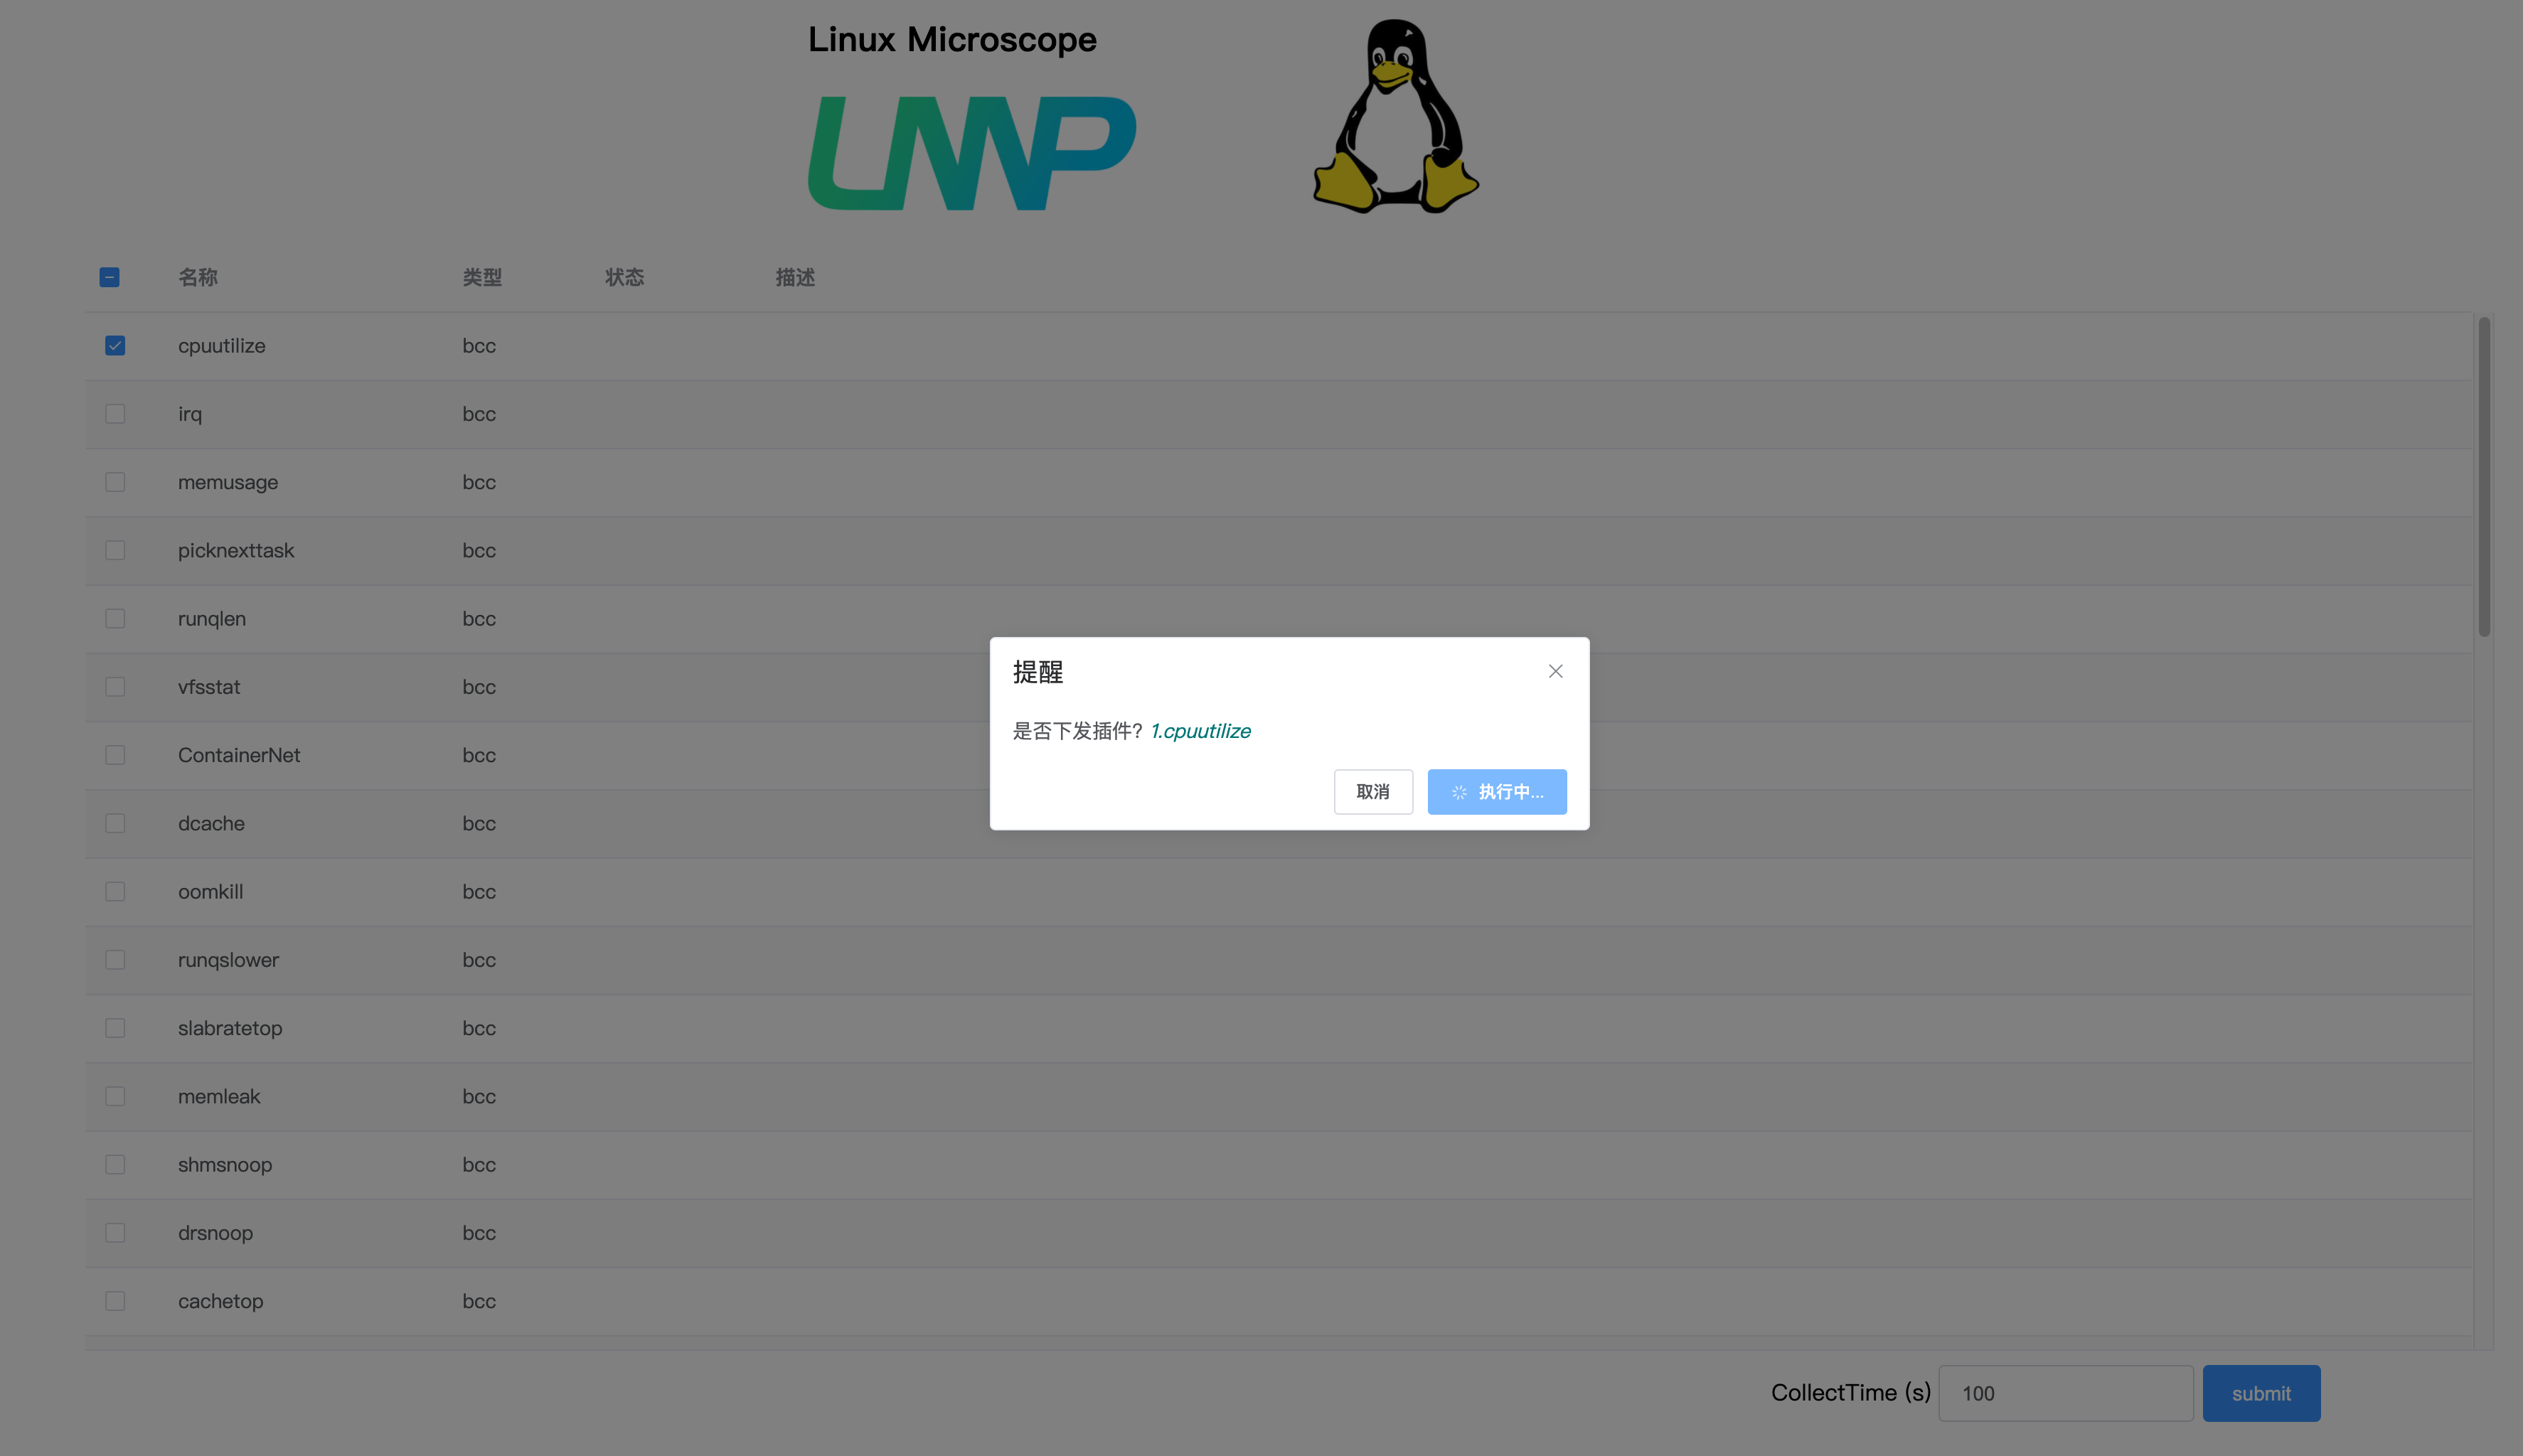 Linux Microscope
LMP
名称 类型 状态 描述
cpuutilize bcc
irq bcc
memusage bcc
picknexttask bcc
runqlen bcc
vfsstat bcc
ContainerNet bcc
dcache bcc
oomkill bcc
runqslower bcc
slabratetop bcc
memleak bcc
shmsnoop bcc
drsnoop bcc
cachetop bcc
提醒
是否下发插件? 1.cpuutilize
取消 执行中...
CollectTime (s) 100 submit